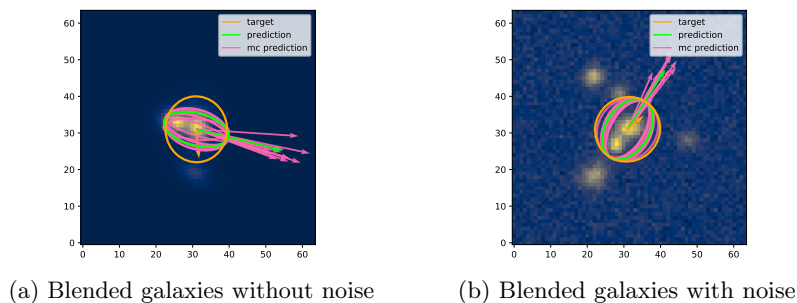 target
prediction
mc prediction
60
50
40
30
20
10
0
0 10 20 30 40 50 60
(a) Blended galaxies without noise
target
prediction
mc prediction
60
50
40
30
20
10
0
0 10 20 30 40 50 60
(b) Blended galaxies with noise